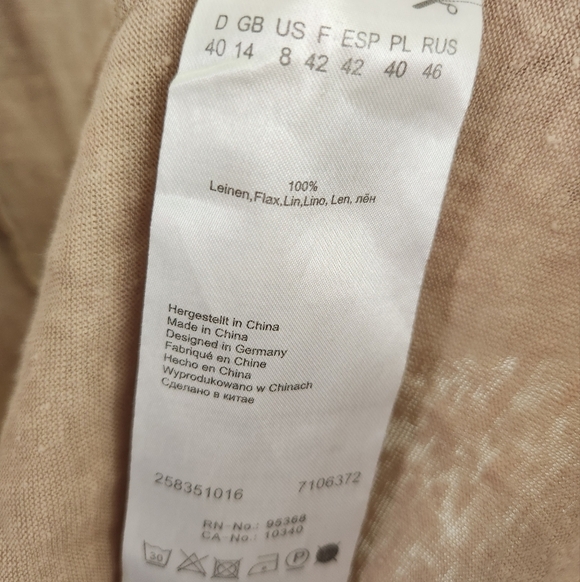 D GB US F ESP PL RUS
40 14 8 42 42 40 46
100%
Leinen,Flax,Lin,Lino, Len, лён
Hergestellt in China
Made in China
Designed in Germany
Fabriqué en Chine
Hecho en China
Wyprodukowano w Chinach
Сделано в китае
258351016 7106372
RN-No.: 95368
CA-No.: 10340
30 P